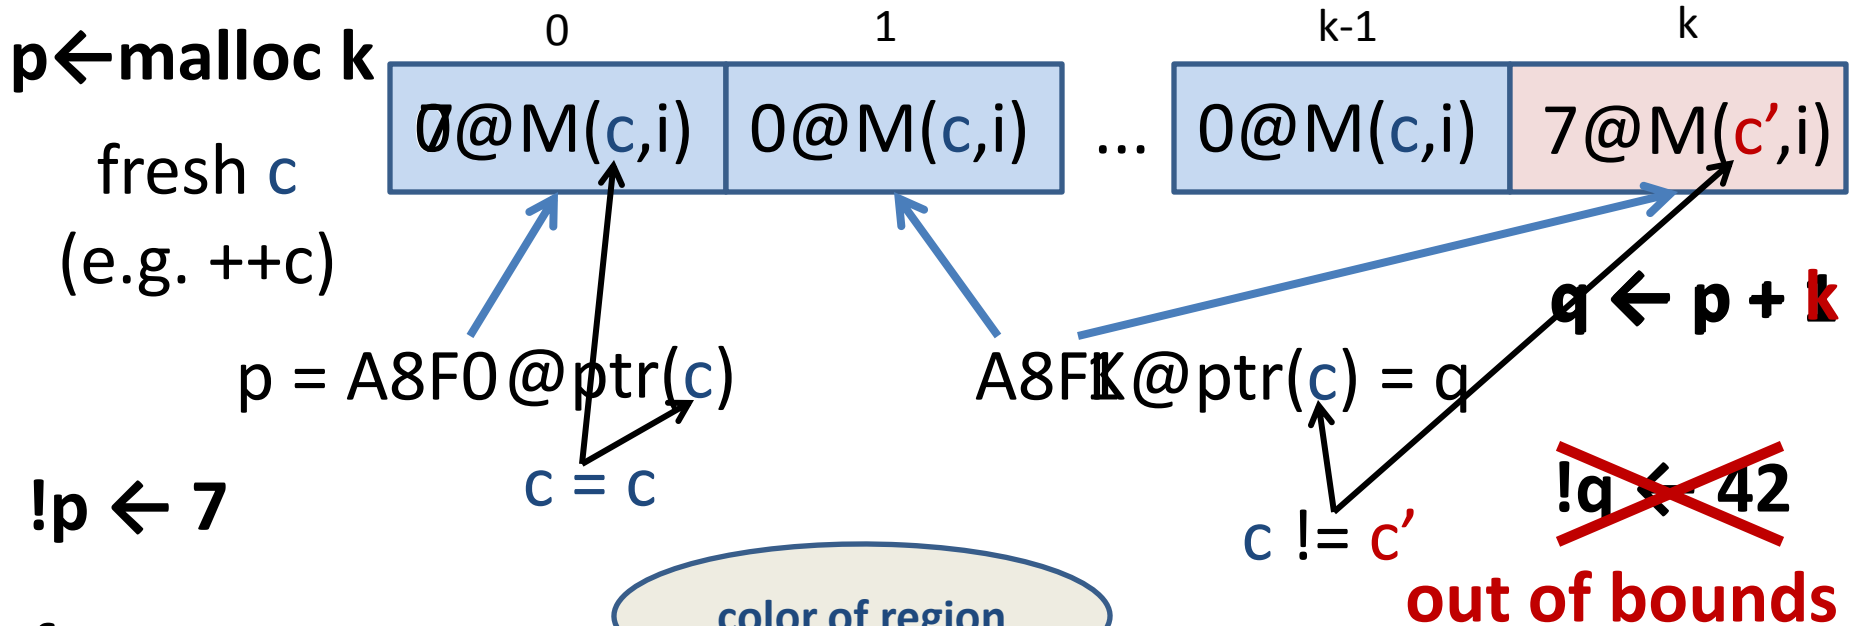 0 1 k-1 k
p←malloc k
0@M(c,i) 0@M(c,i) ... 0@M(c,i) 7@M(c’,i)
fresh c
(e.g. ++c)
q ← p + k
p = A8F0@ptr(c) A8FK@ptr(c) = q
c = c
!p ← 7
!q ← 42
c != c’
out of bounds
color of region